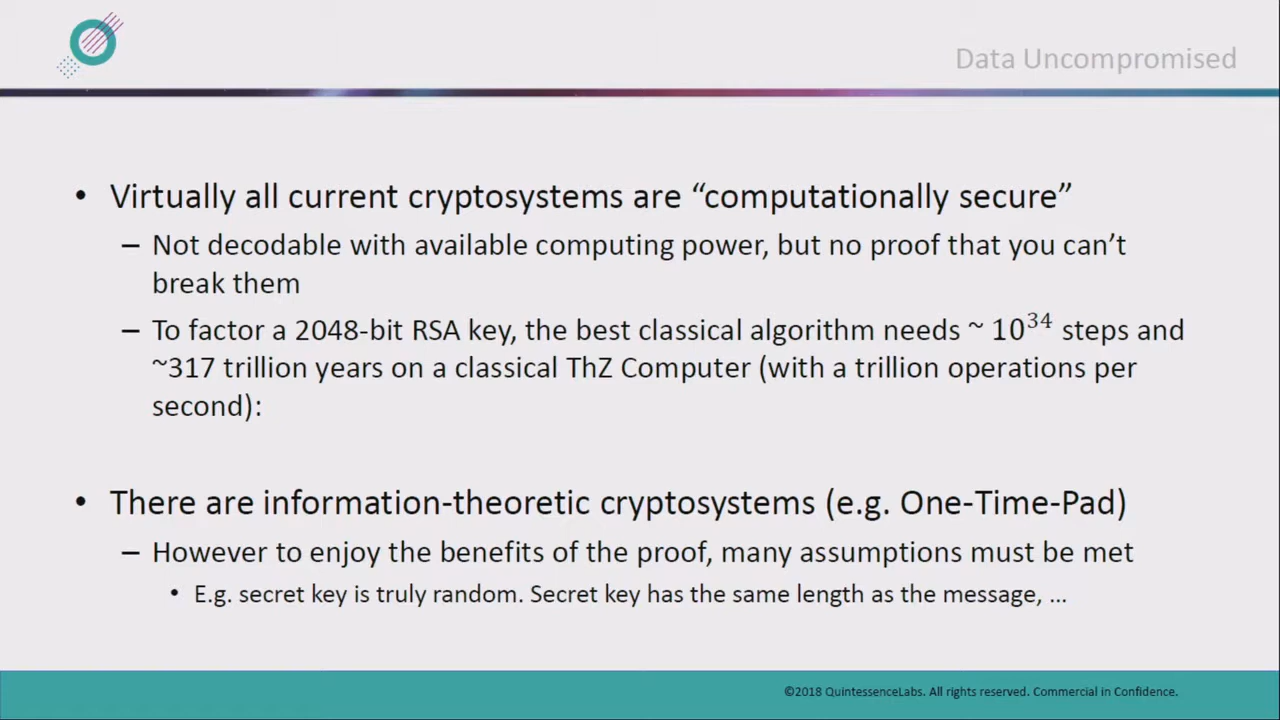 Data Uncompromised
• Virtually all current cryptosystems are “computationally secure”
– Not decodable with available computing power, but no proof that you can’t
break them
– To factor a 2048-bit RSA key, the best classical algorithm needs ~ 10³⁴ steps and
~317 trillion years on a classical ThZ Computer (with a trillion operations per
second):
• There are information-theoretic cryptosystems (e.g. One-Time-Pad)
– However to enjoy the benefits of the proof, many assumptions must be met
• E.g. secret key is truly random. Secret key has the same length as the message, ...
©2018 QuintessenceLabs. All rights reserved. Commercial in Confidence.